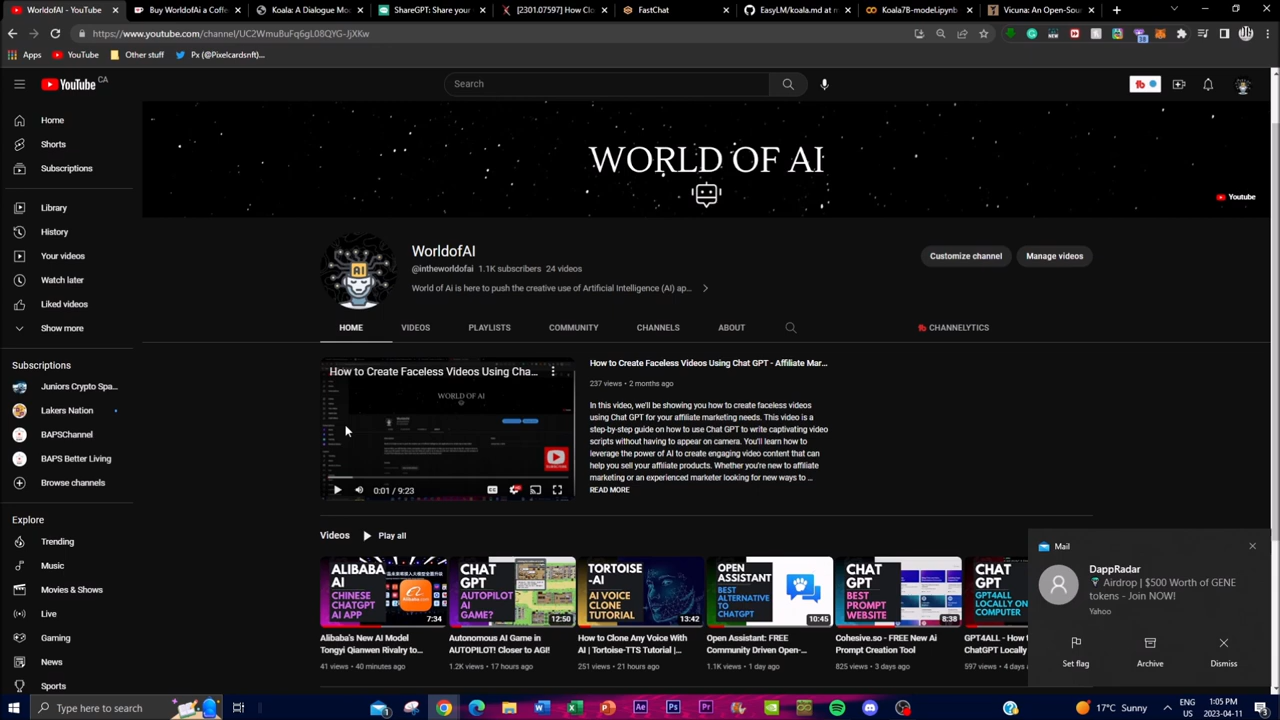 WorldofAI - YouTube
Buy WorldofAi a Coff
Koala: A Dialogue Mod
ShareGPT: Share your
[2301.07597] How Clo
FastChat
EasyLM/koala.md at m
Koala7B-model.ipynb
Vicuna: An Open-Sou
https://www.youtube.com/channel/UC2WmuBuFq6gL08QYG-JjXKw
Apps
YouTube
Other stuff
Px (@Pixelcardsnft)...
YouTube CA
Search
Home
Shorts
Subscriptions
Library
History
Your videos
Watch later
Liked videos
Show more
Subscriptions
Juniors Crypto Spa...
Lakers Nation
BAPSChannel
BAPS Better Living
Browse channels
Explore
Trending
Music
Movies & Shows
Live
Gaming
News
Sports
WORLD OF AI
Youtube
AI
WorldofAI
@intheworldofai 1.1K subscribers 24 videos
World of Ai is here to push the creative use of Artificial Intelligence (AI) ap...
Customize channel
Manage videos
HOME
VIDEOS
PLAYLISTS
COMMUNITY
CHANNELS
ABOUT
CHANNELYTICS
How to Create Faceless Videos Using Cha...
WORLD OF AI
0:01 / 9:23
How to Create Faceless Videos Using Chat GPT - Affiliate Mar...
237 views • 2 months ago
In this video, we'll be showing you how to create faceless videos
using Chat GPT for your affiliate marketing needs. This video is a
step-by-step guide on how to use Chat GPT to write captivating
video scripts without having to appear on camera. You'll learn how to
leverage the power of AI to create engaging video content that can
help you sell your affiliate products. Whether you're new to affiliate
marketing or an experienced marketer looking for new ways to ...
READ MORE
Videos
Play all
ALIBABA
AI
CHINESE
CHATGPT
AI APP
Alibaba.com
7:34
Alibaba's New AI Model
Tongyi Qianwen Rivalry to...
41 views • 40 minutes ago
CHAT
GPT
AUTOPILOT
AI
GAME?
12:50
Autonomous AI Game in
AUTOPILOT! Closer to AGI!
1.2K views • 17 hours ago
TORTOISE
-AI
AI VOICE
CLONE
TUTORIAL
13:42
How to Clone Any Voice With
AI | Tortoise-TTS Tutorial |...
251 views • 21 hours ago
OPEN
ASSISTANT
BEST
ALTERNATIVE
TO
CHATGPT
10:45
Open Assistant: FREE
Community Driven Open-...
1.1K views • 1 day ago
CHAT
GPT
BEST
PROMPT
WEBSITE
8:38
Cohesive.so - FREE New Ai
Prompt Creation Tool
825 views • 3 days ago
CHAT
GPT
GPT4ALL
LOCALLY
ON
COMPUTER
GPT4ALL - How to
ChatGPT Locally
597 views • 4 days
Mail
DappRadar
Airdrop | $500 Worth of GENE
tokens - Join NOW!
Yahoo
Set flag
Archive
Dismiss
Type here to search
17°C Sunny
ENG
US
1:05 PM
2023-04-11